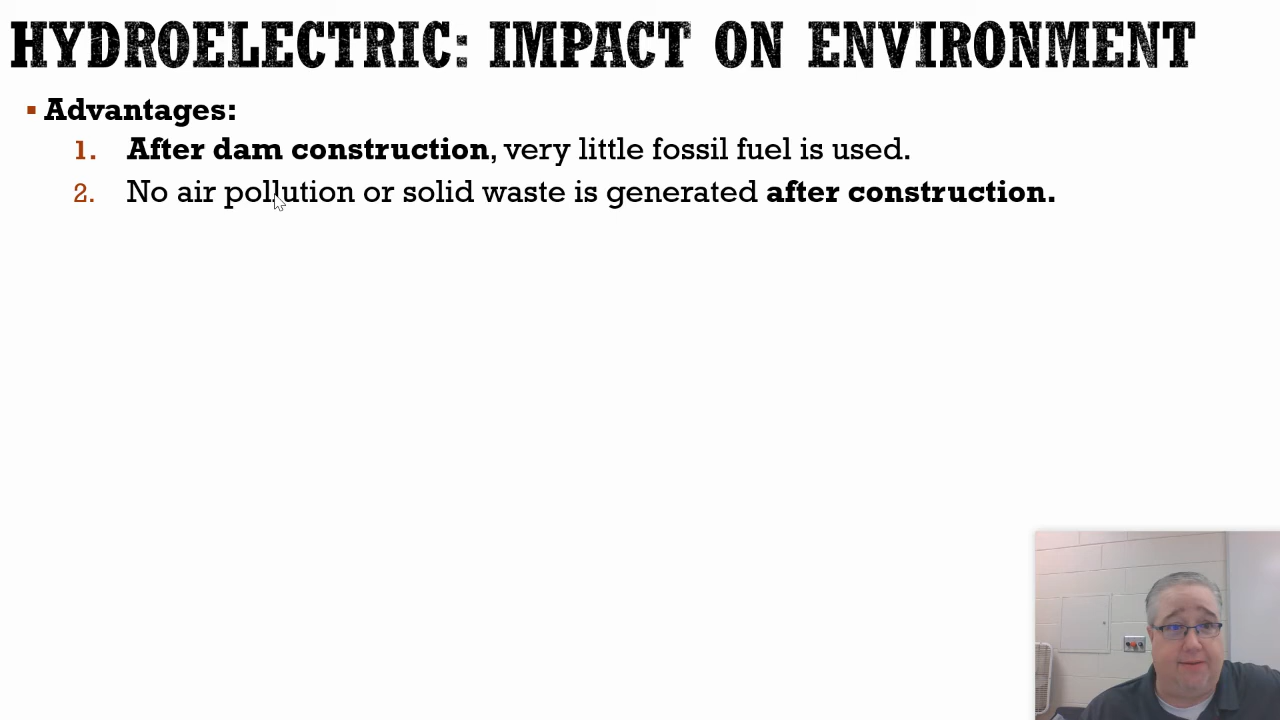 HYDROELECTRIC: IMPACT ON ENVIRONMENT
▪ Advantages:
1. After dam construction, very little fossil fuel is used.
2. No air pollution or solid waste is generated after construction.